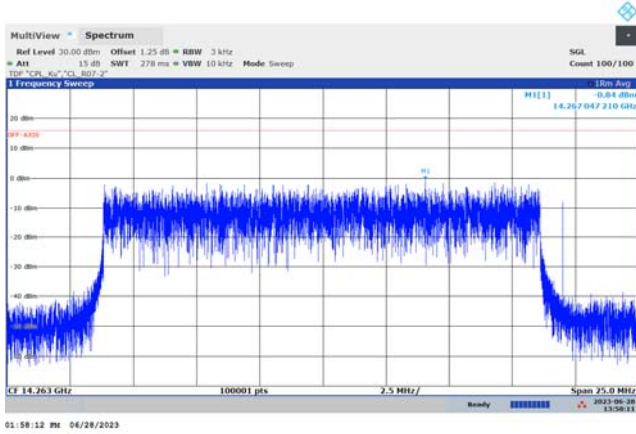 MultiView Spectrum
Ref Level 30.00 dBm Offset 1.25 dB RBW 3 kHz SGL
Att 15 dB SWT 278 ms VBW 10 kHz Mode Sweep Count 100/100
TDF "CPL_Ku","CL_R07-2"
1 Frequency Sweep 1Rm Avg
M1[1] -0.84 dBm
14.267 047 210 GHz
20 dBm
OFF-AXIS
10 dBm
0 dBm
M1
-10 dBm
-20 dBm
-30 dBm
-40 dBm
CF 14.263 GHz 100001 pts 2.5 MHz/ Span 25.0 MHz
Ready 2023-06-28
13:58:11
01:58:12 PM 06/28/2023